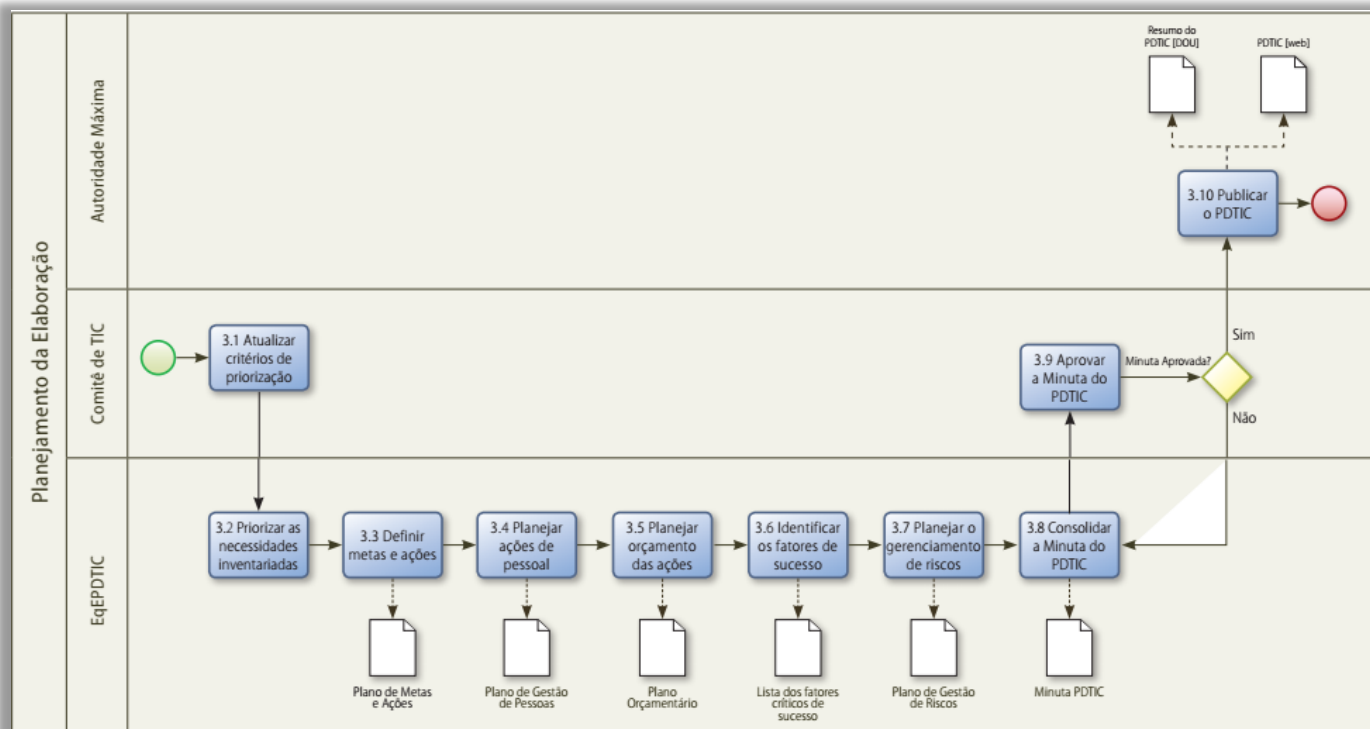 Planejamento da Elaboração
Autoridade Máxima
Resumo do
PDTIC [DOU]
PDTIC [web]
3.10 Publicar
o PDTIC
Comitê de TIC
3.1 Atualizar
critérios de
priorização
3.9 Aprovar
a Minuta do
PDTIC
Minuta Aprovada?
Sim
Não
EqEPDTIC
3.2 Priorizar as
necessidades
inventariadas
3.3 Definir
metas e ações
3.4 Planejar
ações de
pessoal
3.5 Planejar
orçamento
das ações
3.6 Identificar
os fatores de
sucesso
3.7 Planejar o
gerenciamento
de riscos
3.8 Consolidar
a Minuta do
PDTIC
Plano de Metas
e Ações
Plano de Gestão
de Pessoas
Plano
Orçamentário
Lista dos fatores
críticos de
sucesso
Plano de Gestão
de Riscos
Minuta PDTIC